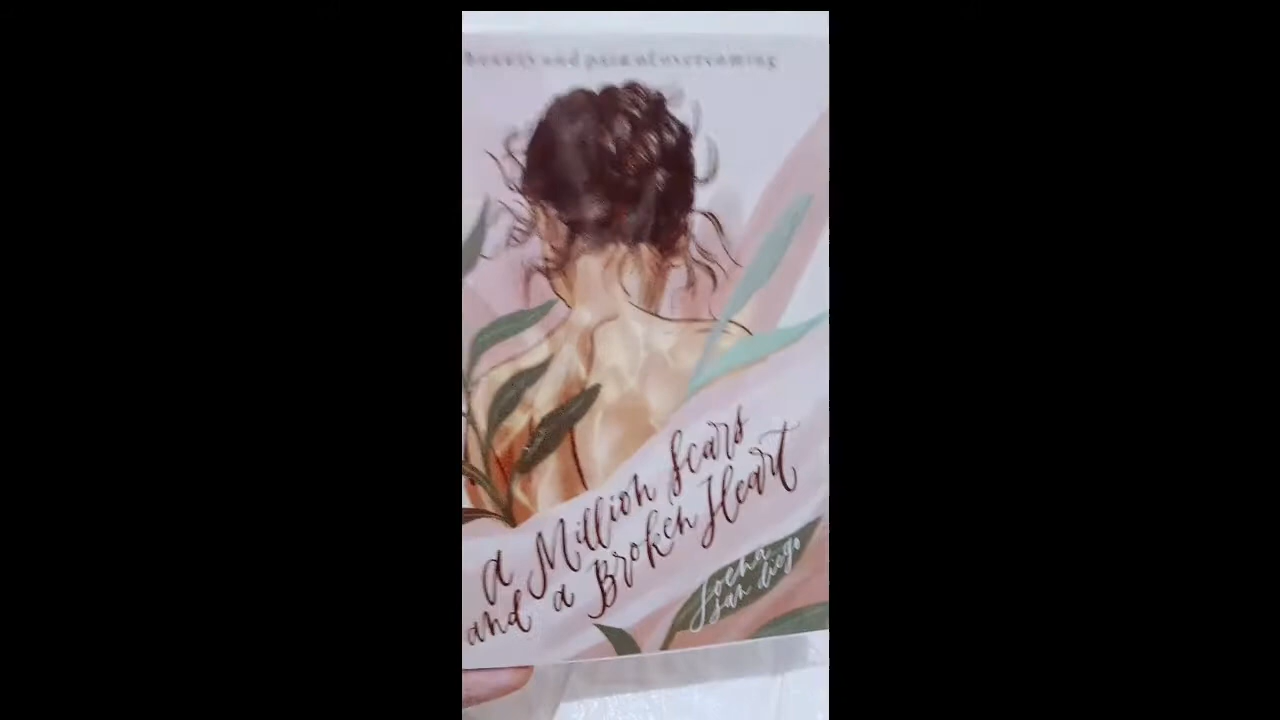 Beauty and pain of overcoming
a Million Scars
and a Broken Heart
Joena
san diego